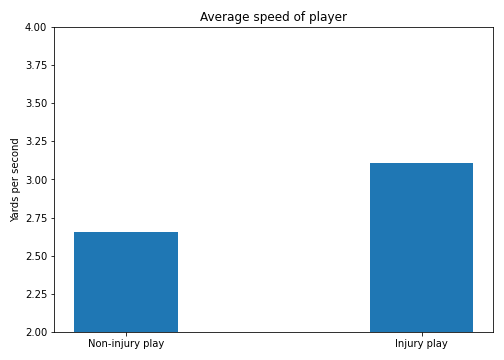 Average speed of player
Yards per second
4.00
3.75
3.50
3.25
3.00
2.75
2.50
2.25
2.00
Non-injury play
Injury play